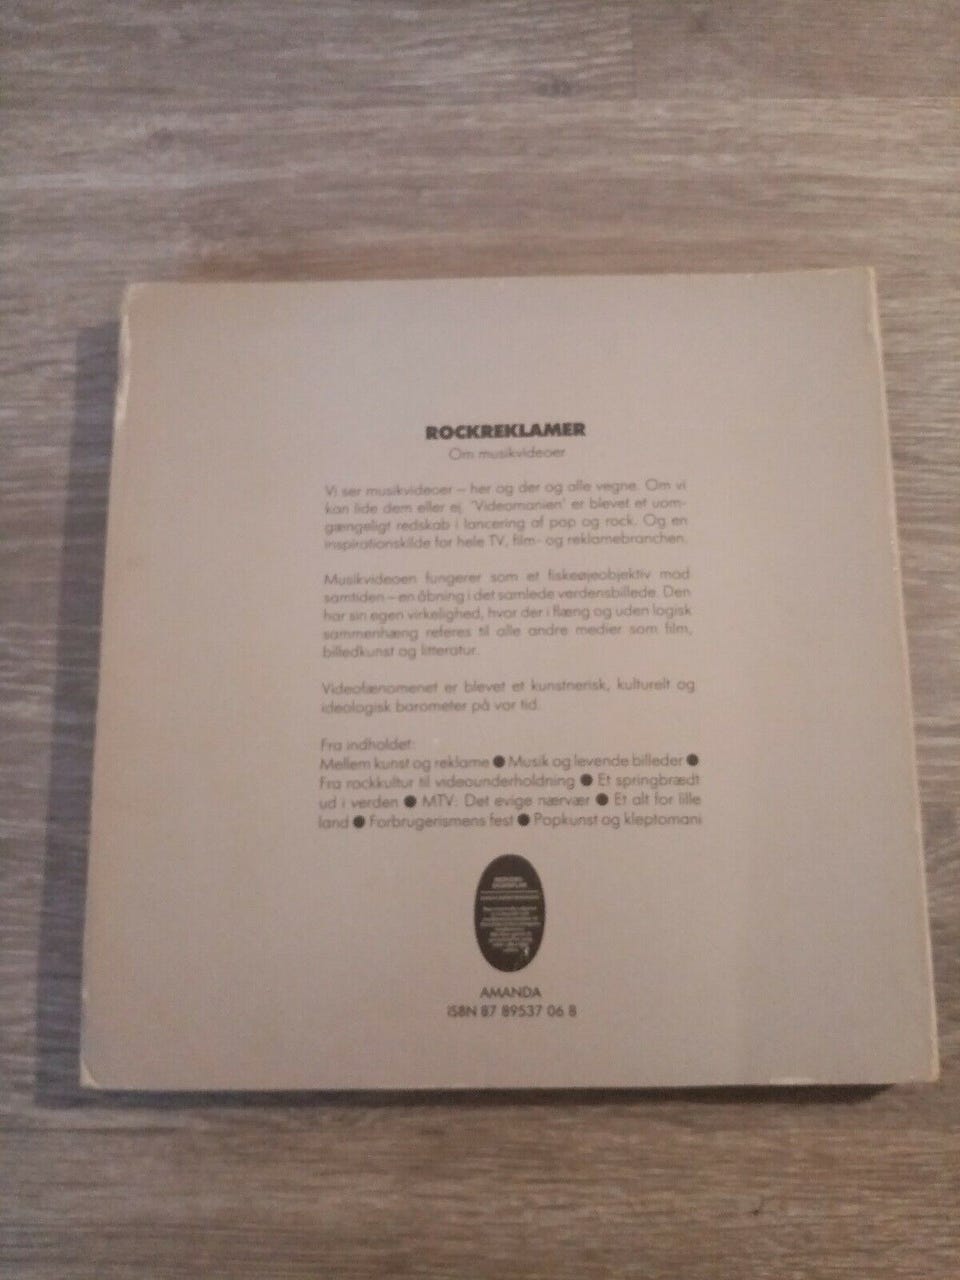 ROCKREKLAMER
Om musikvideoer
Vi ser musikvideoer – her og der og alle vegne. Om vi
kan lide dem eller ej. 'Videomanien' er blevet et uom-
gængeligt redskab i lancering af pop og rock. Og en
inspirationskilde for hele TV, film- og reklamebranchen.
Musikvideoen fungerer som et fiskeøjeobjektiv mod
samtiden – en åbning i det samlede verdensbillede. Den
har sin egen virkelighed, hvor der i flæng og uden logisk
sammenhæng referes til alle andre medier som film,
billedkunst og litteratur.
Videofænomenet er blevet et kunstnerisk, kulturelt og
ideologisk barometer på vor tid.
Fra indholdet:
Mellem kunst og reklame ● Musik og levende billeder ●
Fra rockkultur til videounderholdning ● Et springbrædt
ud i verden ● MTV: Det evige nærvær ● Et alt for lille
land ● Forbrugerismens fest ● Popkunst og kleptomani
AMANDA
ISBN 87 89537 06 8